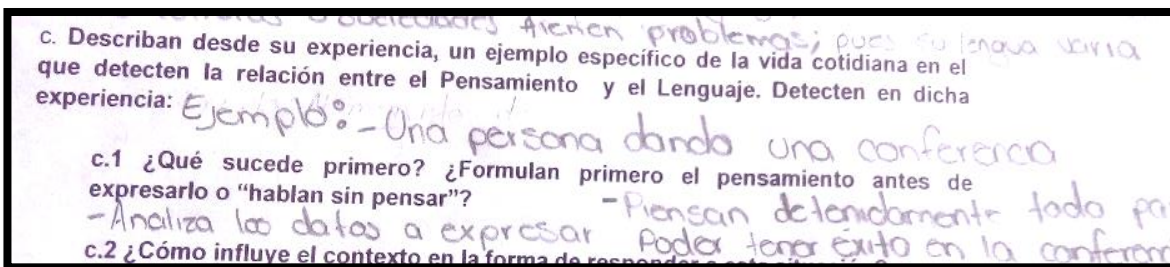 tienen problemas; pues su lengua varia
c. Describan desde su experiencia, un ejemplo específico de la vida cotidiana en el
que detecten la relación entre el Pensamiento y el Lenguaje. Detecten en dicha
experiencia: Ejemplo: - Una persona dando una conferencia
c.1 ¿Qué sucede primero? ¿Formulan primero el pensamiento antes de
expresarlo o “hablan sin pensar”? - Piensan detenidamente todo
- Analiza los datos a expresar Poder tener éxito en la
c.2 ¿Cómo influye el contexto en la forma de responder a esta situación?